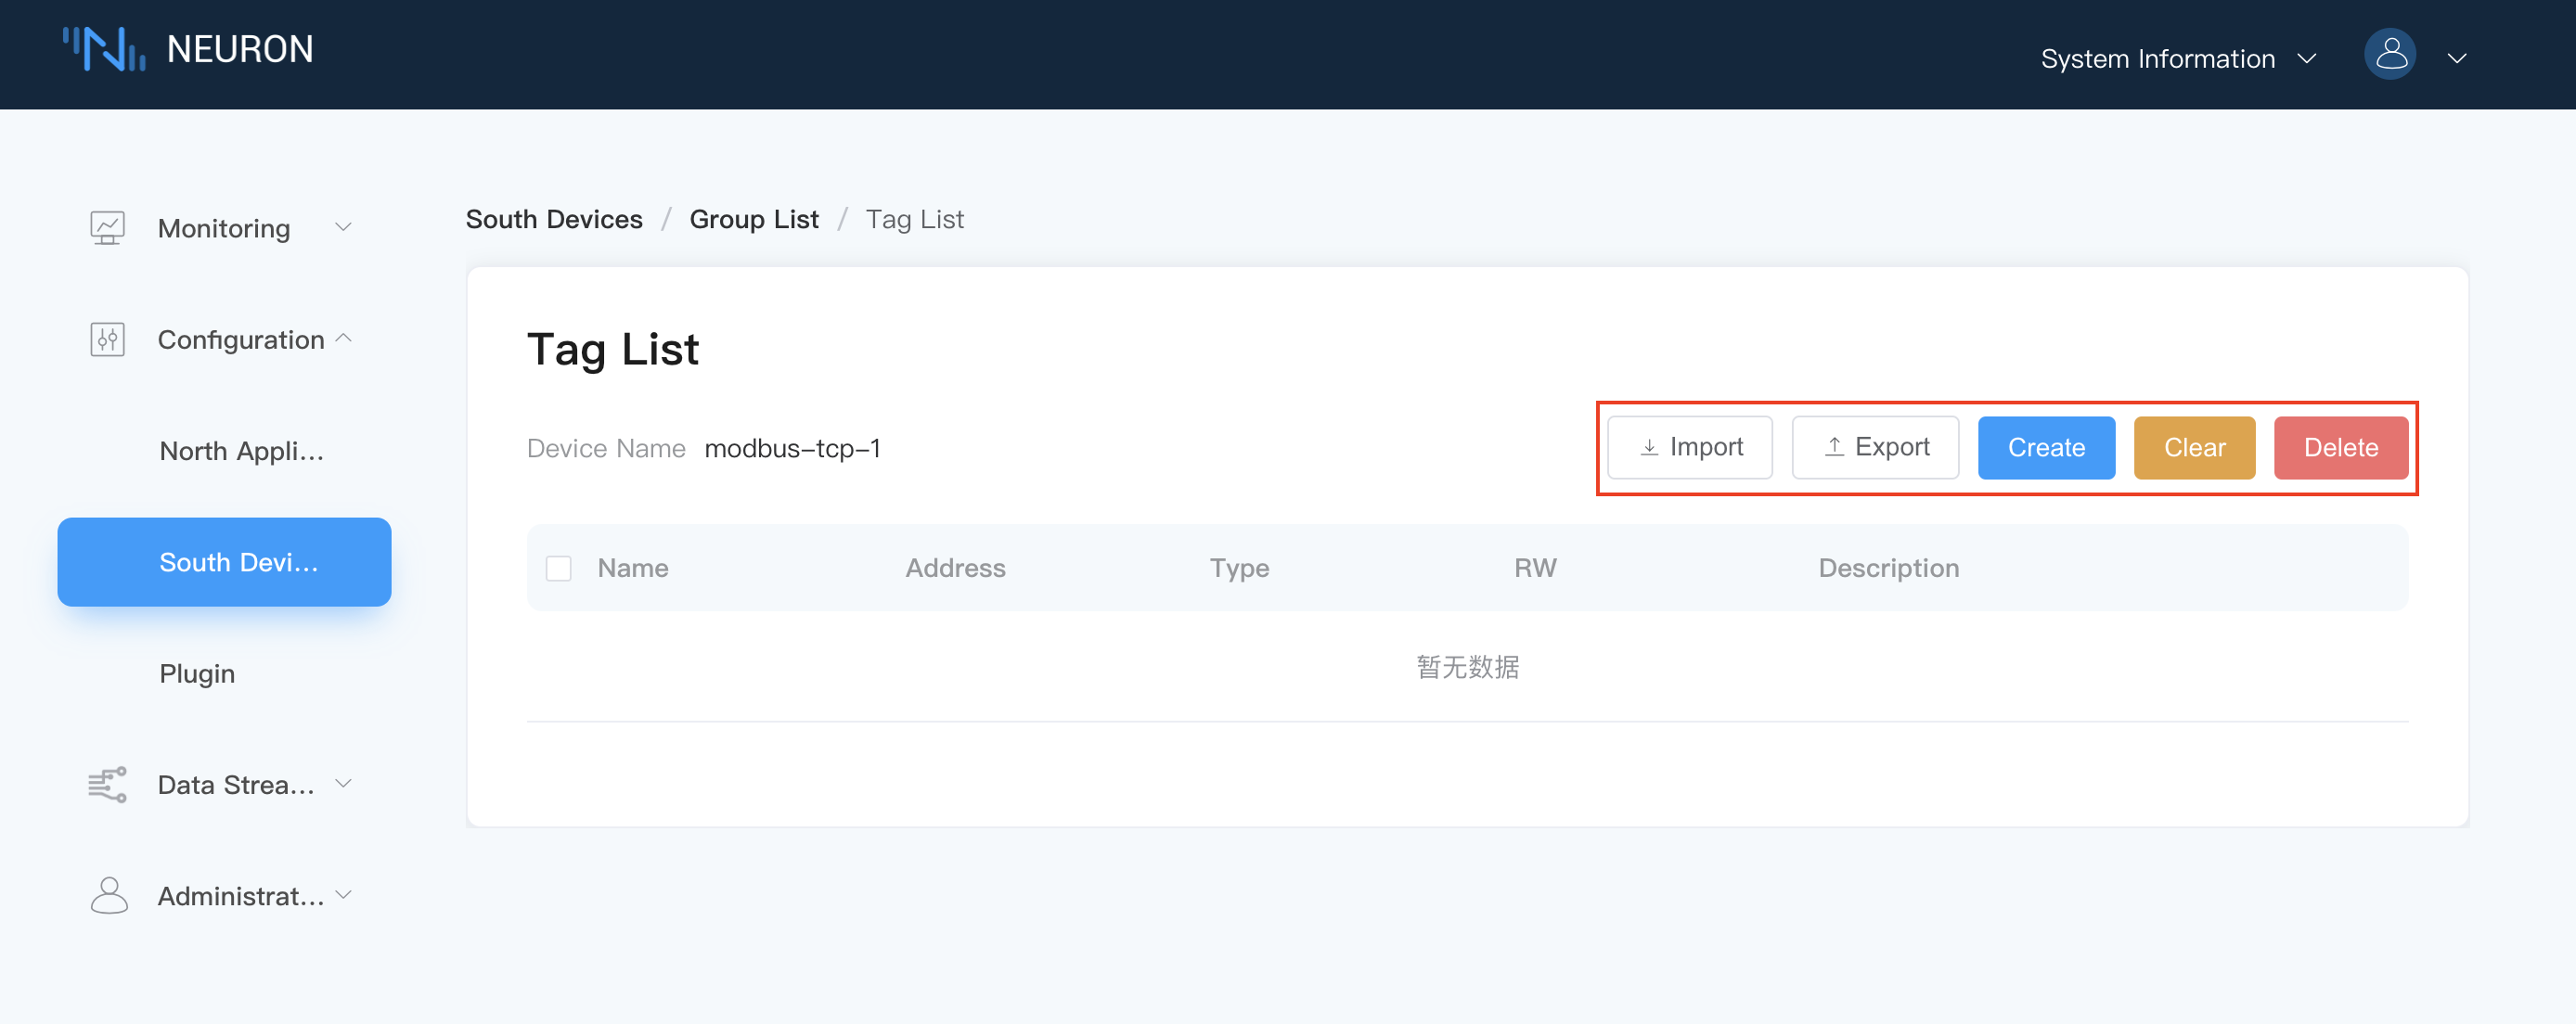 NEURON
System Information
Monitoring
Configuration
North Appli...
South Devi...
Plugin
Data Strea...
Administrat...
South Devices / Group List / Tag List
Tag List
Device Name modbus-tcp-1
Import Export Create Clear Delete
Name Address Type RW Description
暂无数据